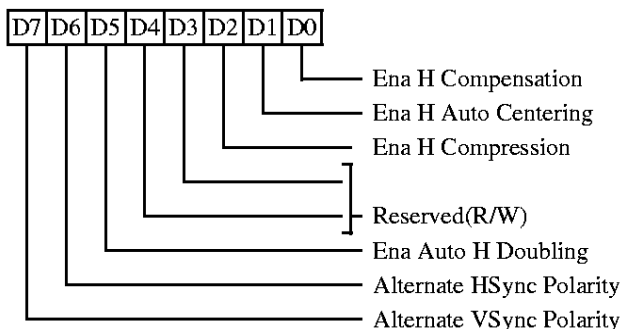 D7 D6 D5 D4 D3 D2 D1 D0
Ena H Compensation
Ena H Auto Centering
Ena H Compression
Reserved(R/W)
Ena Auto H Doubling
Alternate HSync Polarity
Alternate VSync Polarity